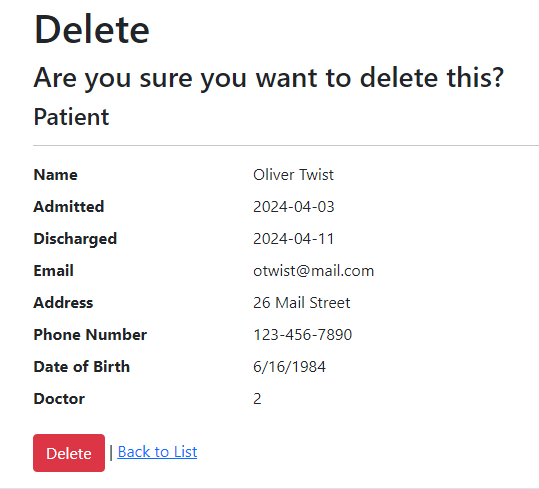 Delete
Are you sure you want to delete this?
Patient
Name Oliver Twist
Admitted 2024-04-03
Discharged 2024-04-11
Email otwist@mail.com
Address 26 Mail Street
Phone Number 123-456-7890
Date of Birth 6/16/1984
Doctor 2
Delete | Back to List